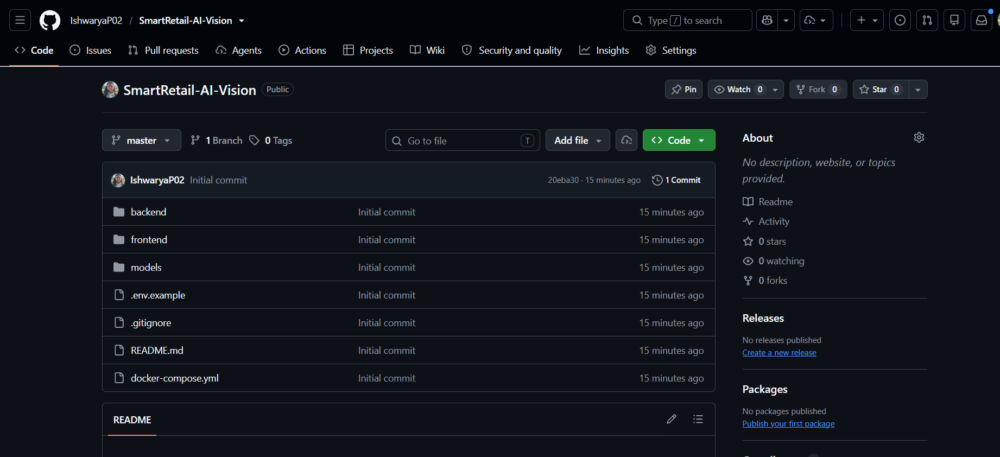 IshwaryaP02 / SmartRetail-AI-Vision
Type / to search
Code Issues Pull requests Agents Actions Projects Wiki Security and quality Insights Settings
SmartRetail-AI-Vision Public
Pin Watch 0 Fork 0 Star 0
master 1 Branch 0 Tags
Go to file T Add file Code
IshwaryaP02 Initial commit 20eba30 · 15 minutes ago 1 Commit
backend Initial commit 15 minutes ago
frontend Initial commit 15 minutes ago
models Initial commit 15 minutes ago
.env.example Initial commit 15 minutes ago
.gitignore Initial commit 15 minutes ago
README.md Initial commit 15 minutes ago
docker-compose.yml Initial commit 15 minutes ago
README
About
No description, website, or topics
provided.
Readme
Activity
0 stars
0 watching
0 forks
Releases
No releases published
Create a new release
Packages
No packages published
Publish your first package